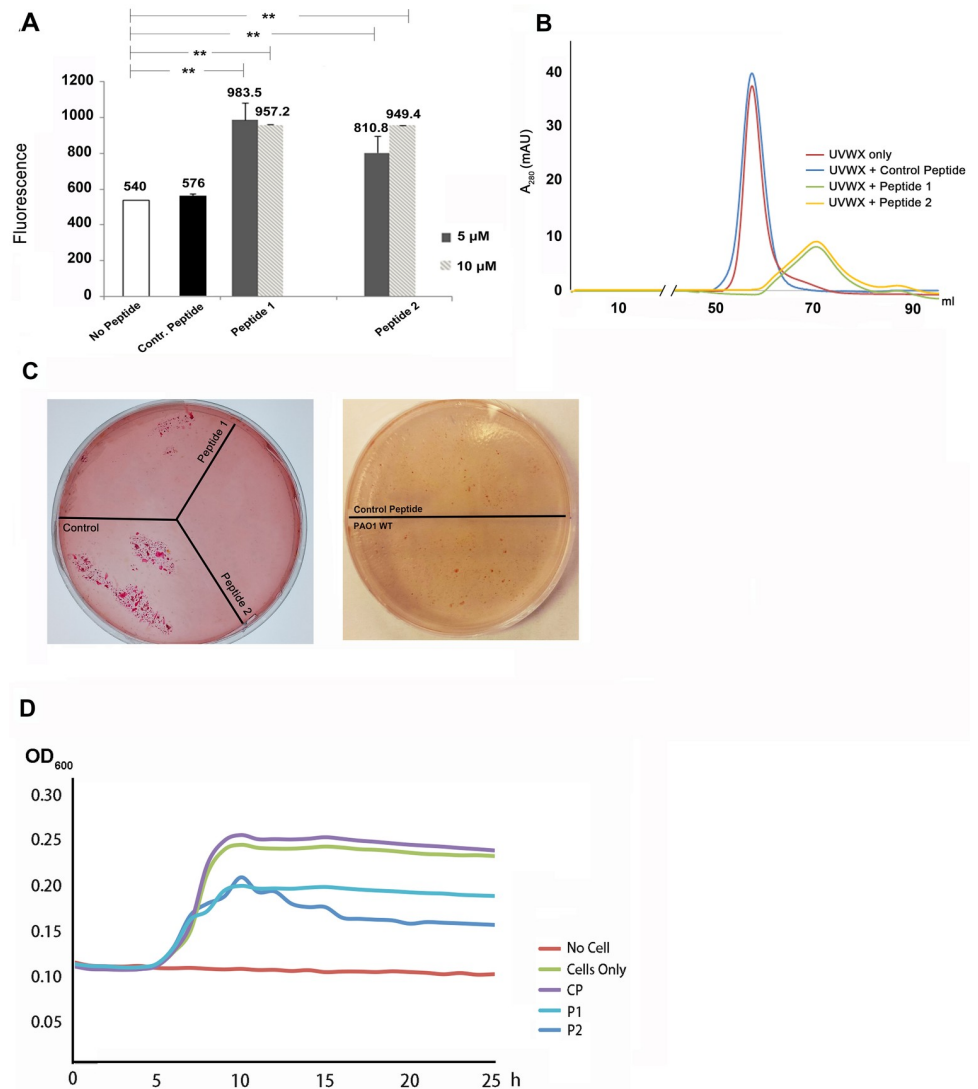 A
** 
**
**
**
Fluorescence
1200
1000
800
600
400
200
0
540
576
983.5
957.2
810.8
949.4
5 µM
10 µM
No Peptide
Contr. Peptide
Peptide 1
Peptide 2
B
A280 (mAU)
40
30
20
10
0
10
50
70
90
ml
UVWX only
UVWX + Control Peptide
UVWX + Peptide 1
UVWX + Peptide 2
C
Peptide 1
Control
Peptide 2
Control Peptide
PAO1 WT
D
OD600
0.30
0.25
0.20
0.15
0.10
0.05
0
5
10
15
20
25
h
No Cell
Cells Only
CP
P1
P2